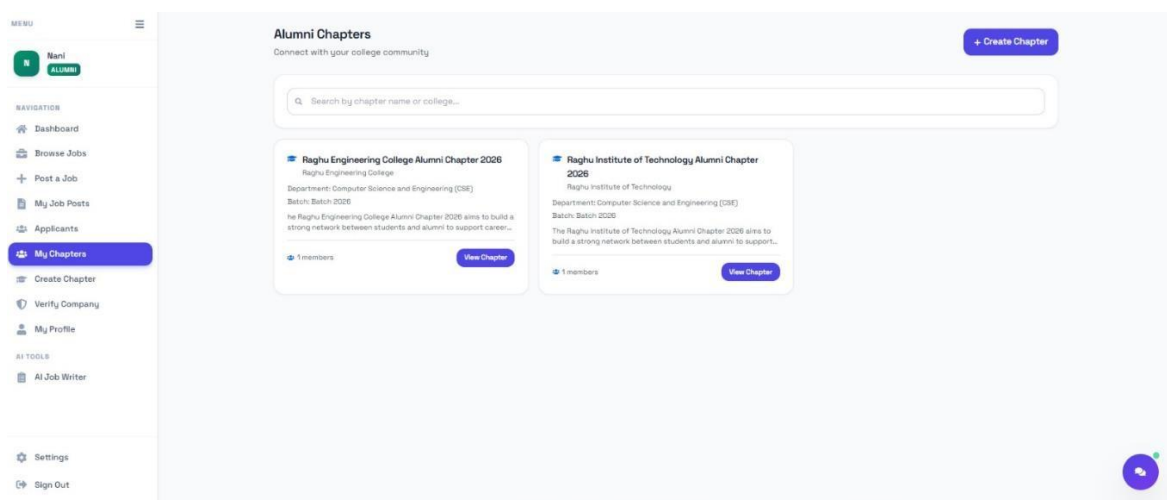 MENU
N
Nani
ALUMNI
NAVIGATION
Dashboard
Browse Jobs
Post a Job
My Job Posts
Applicants
My Chapters
Create Chapter
Verify Company
My Profile
AI TOOLS
AI Job Writer
Settings
Sign Out
Alumni Chapters
Connect with your college community
+ Create Chapter
Search by chapter name or college...
Raghu Engineering College Alumni Chapter 2026
Raghu Engineering College
Department: Computer Science and Engineering (CSE)
Batch: Batch 2026
he Raghu Engineering College Alumni Chapter 2026 aims to build a
strong network between students and alumni to support career...
1 members
View Chapter
Raghu Institute of Technology Alumni Chapter
2026
Raghu Institute of Technology
Department: Computer Science and Engineering (CSE)
Batch: Batch 2026
The Raghu Institute of Technology Alumni Chapter 2026 aims to
build a strong network between students and alumni to support...
1 members
View Chapter